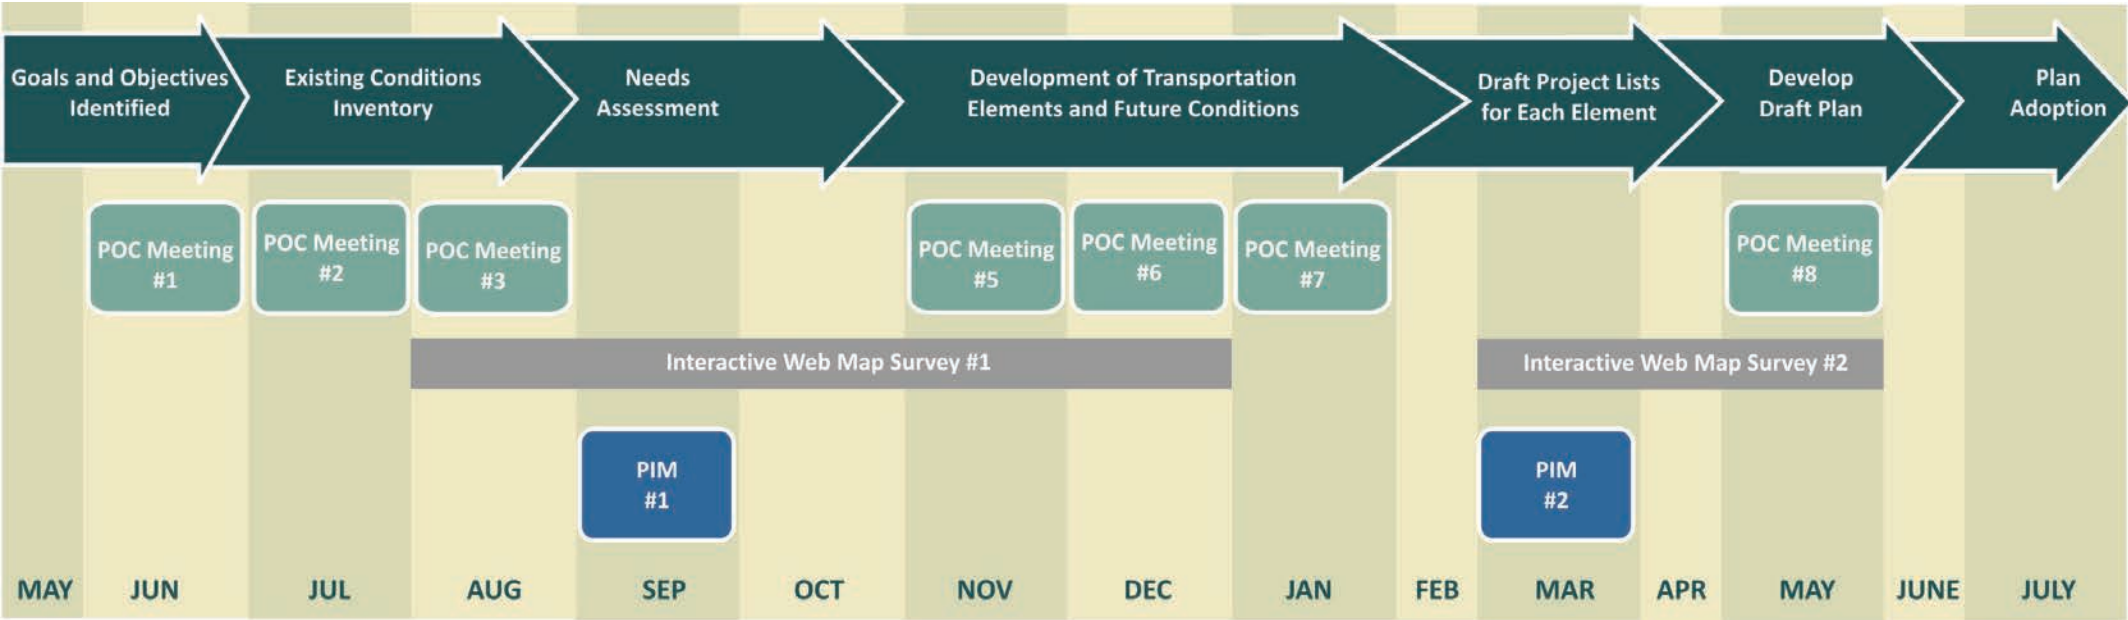 Goals and Objectives
Identified
Existing Conditions
Inventory
Needs
Assessment
Development of Transportation
Elements and Future Conditions
Draft Project Lists
for Each Element
Develop
Draft Plan
Plan
Adoption
POC Meeting
#1
POC Meeting
#2
POC Meeting
#3
POC Meeting
#5
POC Meeting
#6
POC Meeting
#7
POC Meeting
#8
Interactive Web Map Survey #1
Interactive Web Map Survey #2
PIM
#1
PIM
#2
MAY JUN JUL AUG SEP OCT NOV DEC JAN FEB MAR APR MAY JUNE JULY